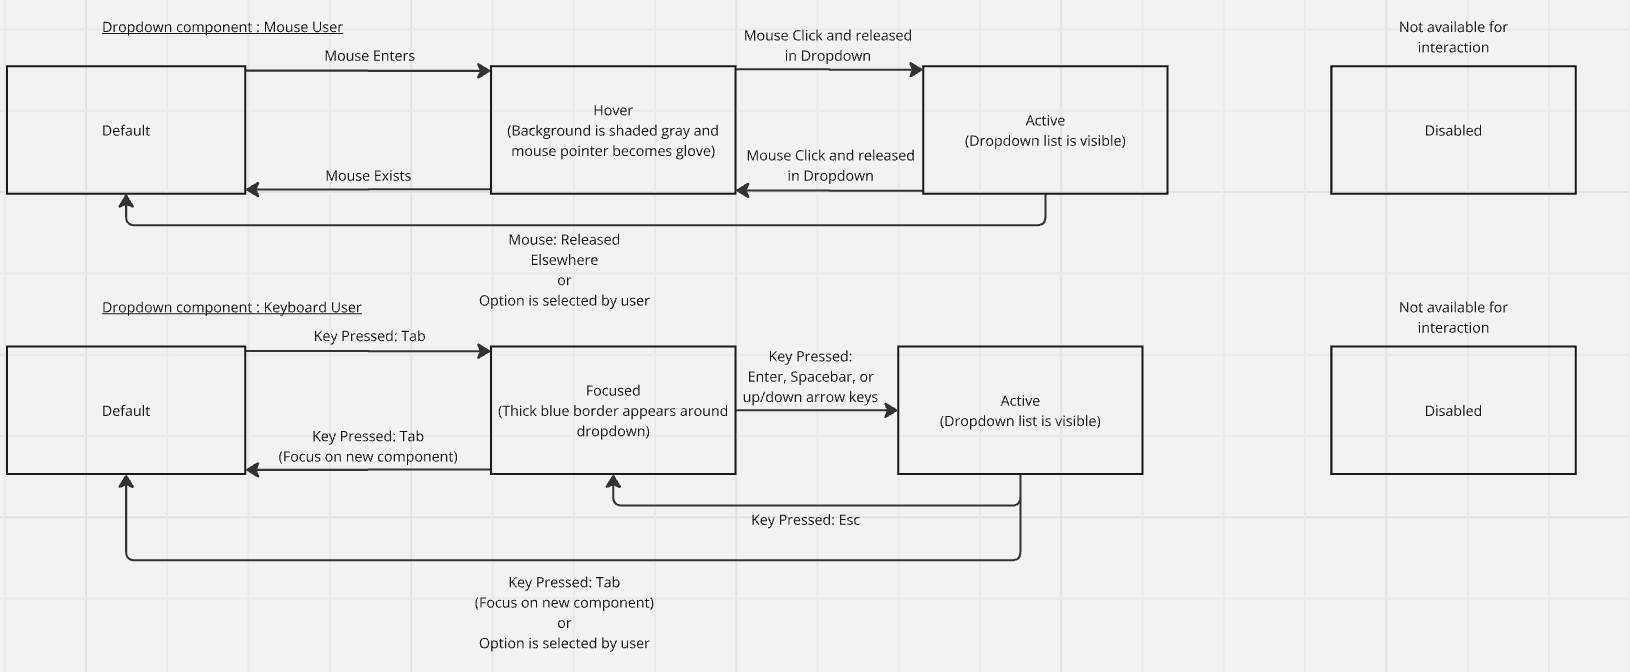 Dropdown component : Mouse User
Not available for
interaction
Mouse Enters
Mouse Click and released
in Dropdown
Default
Hover
(Background is shaded gray and
mouse pointer becomes glove)
Active
(Dropdown list is visible)
Disabled
Mouse Exists
Mouse Click and released
in Dropdown
Mouse: Released
Elsewhere
or
Option is selected by user
Dropdown component : Keyboard User
Not available for
interaction
Key Pressed: Tab
Key Pressed:
Enter, Spacebar, or
up/down arrow keys
Default
Focused
(Thick blue border appears around
dropdown)
Active
(Dropdown list is visible)
Disabled
Key Pressed: Tab
(Focus on new component)
Key Pressed: Esc
Key Pressed: Tab
(Focus on new component)
or
Option is selected by user